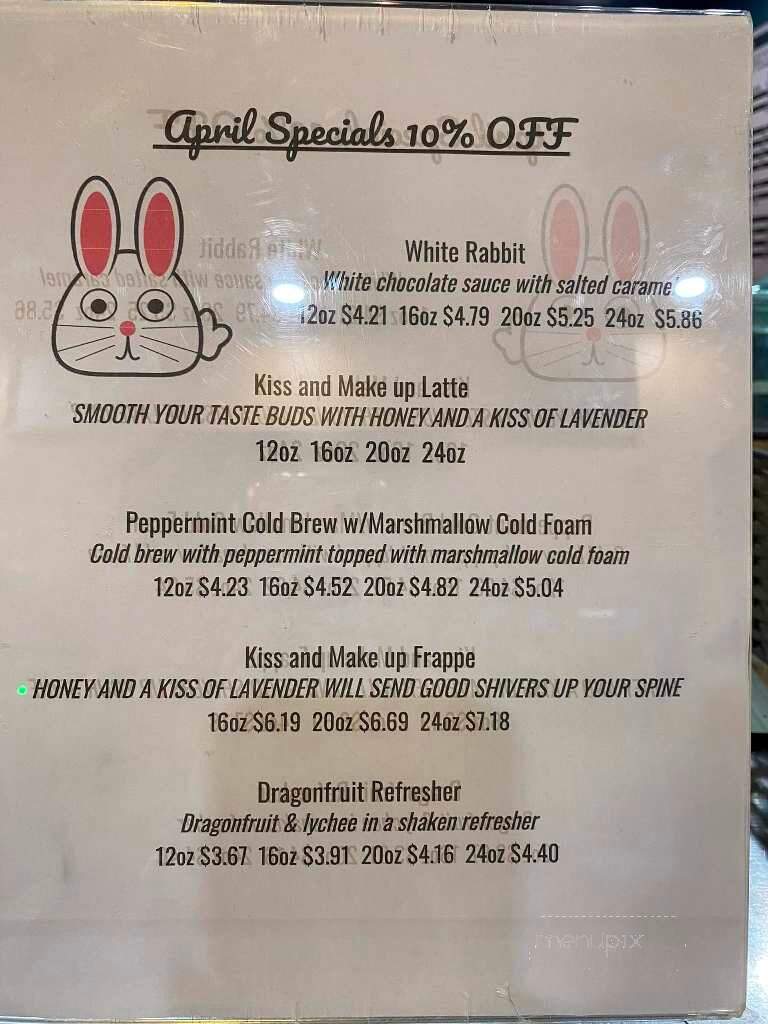 April Specials 10% OFF
White Rabbit
White chocolate sauce with salted caramel
12oz $4.21 16oz $4.79 20oz $5.25 24oz $5.86
Kiss and Make up Latte
SMOOTH YOUR TASTE BUDS WITH HONEY AND A KISS OF LAVENDER
12oz 16oz 20oz 24oz
Peppermint Cold Brew w/Marshmallow Cold Foam
Cold brew with peppermint topped with marshmallow cold foam
12oz $4.23 16oz $4.52 20oz $4.82 24oz $5.04
Kiss and Make up Frappe
HONEY AND A KISS OF LAVENDER WILL SEND GOOD SHIVERS UP YOUR SPINE
16oz $6.19 20oz $6.69 24oz $7.18
Dragonfruit Refresher
Dragonfruit & lychee in a shaken refresher
12oz $3.67 16oz $3.91 20oz $4.16 24oz $4.40
menupix